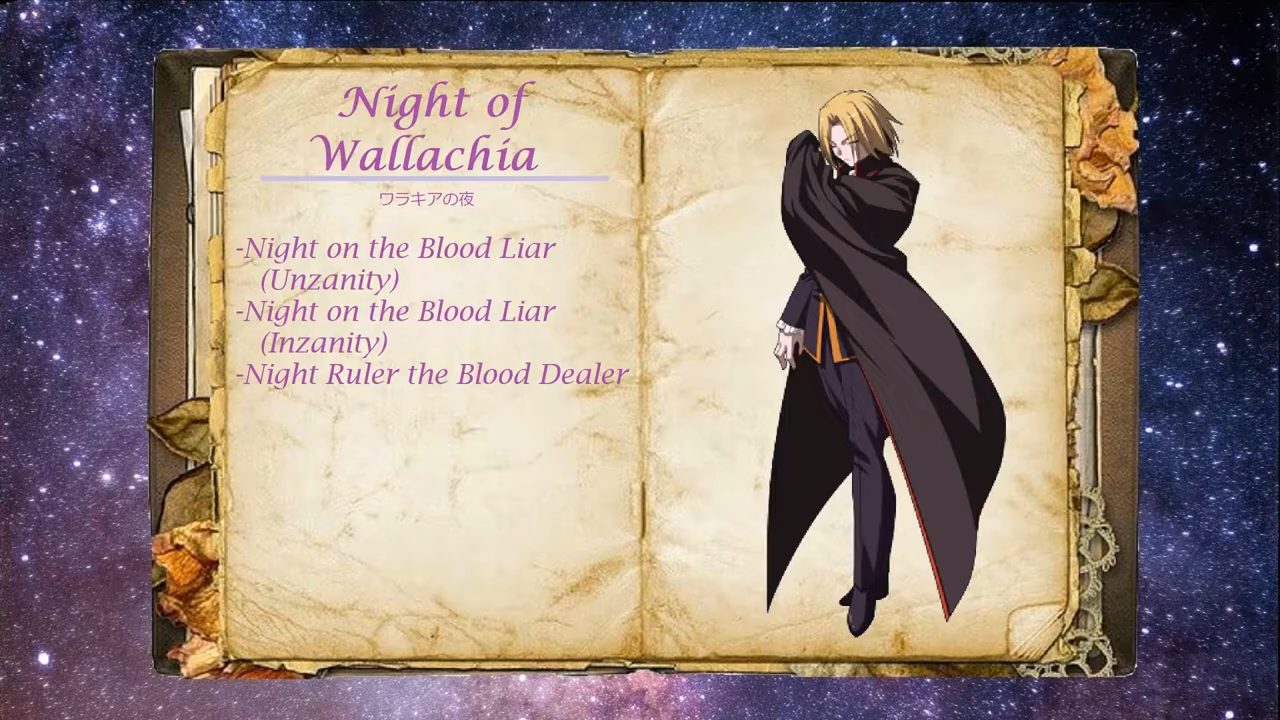 Night of
Wallachia
ワラキアの夜
-Night on the Blood Liar
(Unzanity)
-Night on the Blood Liar
(Inzanity)
-Night Ruler the Blood Dealer